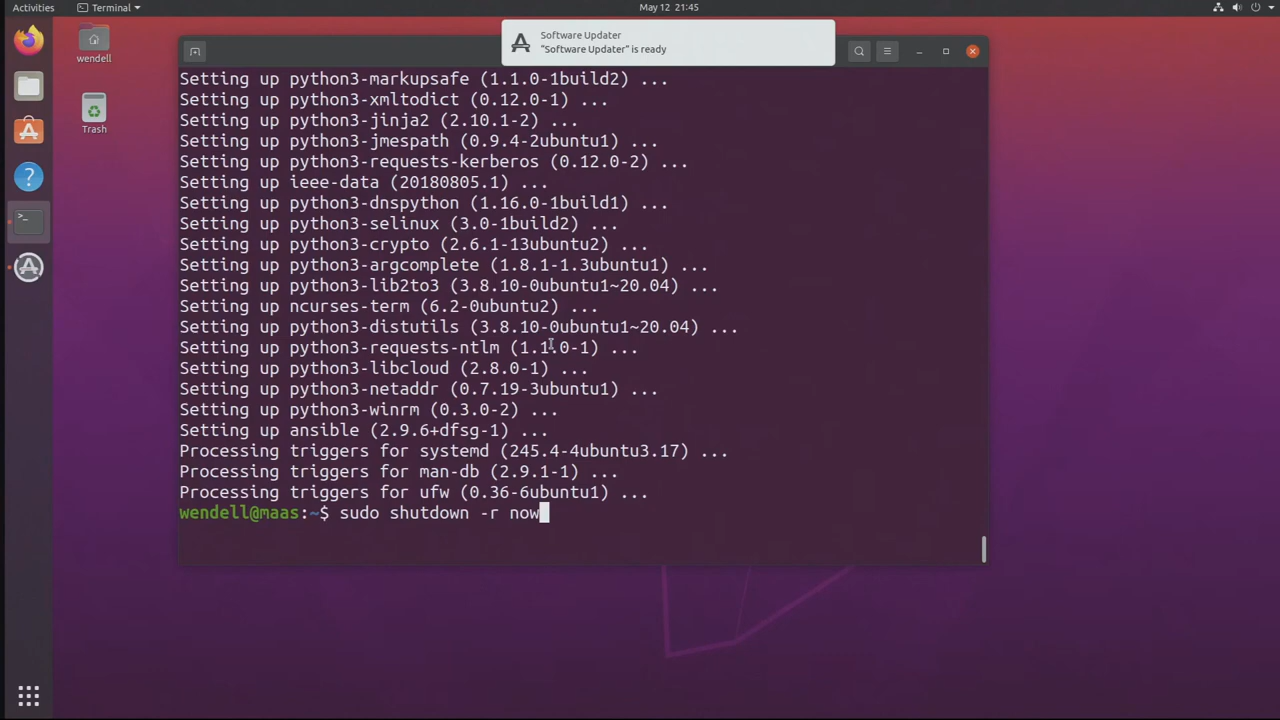 Activities
Terminal
May 12 21:45
wendell
Trash
Software Updater
"Software Updater" is ready
Setting up python3-markupsafe (1.1.0-1build2) ...
Setting up python3-xmltodict (0.12.0-1) ...
Setting up python3-jinja2 (2.10.1-2) ...
Setting up python3-jmespath (0.9.4-2ubuntu1) ...
Setting up python3-requests-kerberos (0.12.0-2) ...
Setting up ieee-data (20180805.1) ...
Setting up python3-dnspython (1.16.0-1build1) ...
Setting up python3-selinux (3.0-1build2) ...
Setting up python3-crypto (2.6.1-13ubuntu2) ...
Setting up python3-argcomplete (1.8.1-1.3ubuntu1) ...
Setting up python3-lib2to3 (3.8.10-0ubuntu1~20.04) ...
Setting up ncurses-term (6.2-0ubuntu2) ...
Setting up python3-distutils (3.8.10-0ubuntu1~20.04) ...
Setting up python3-requests-ntlm (1.1.0-1) ...
Setting up python3-libcloud (2.8.0-1) ...
Setting up python3-netaddr (0.7.19-3ubuntu1) ...
Setting up python3-winrm (0.3.0-2) ...
Setting up ansible (2.9.6+dfsg-1) ...
Processing triggers for systemd (245.4-4ubuntu3.17) ...
Processing triggers for man-db (2.9.1-1) ...
Processing triggers for ufw (0.36-6ubuntu1) ...
wendell@maas:~$ sudo shutdown -r now